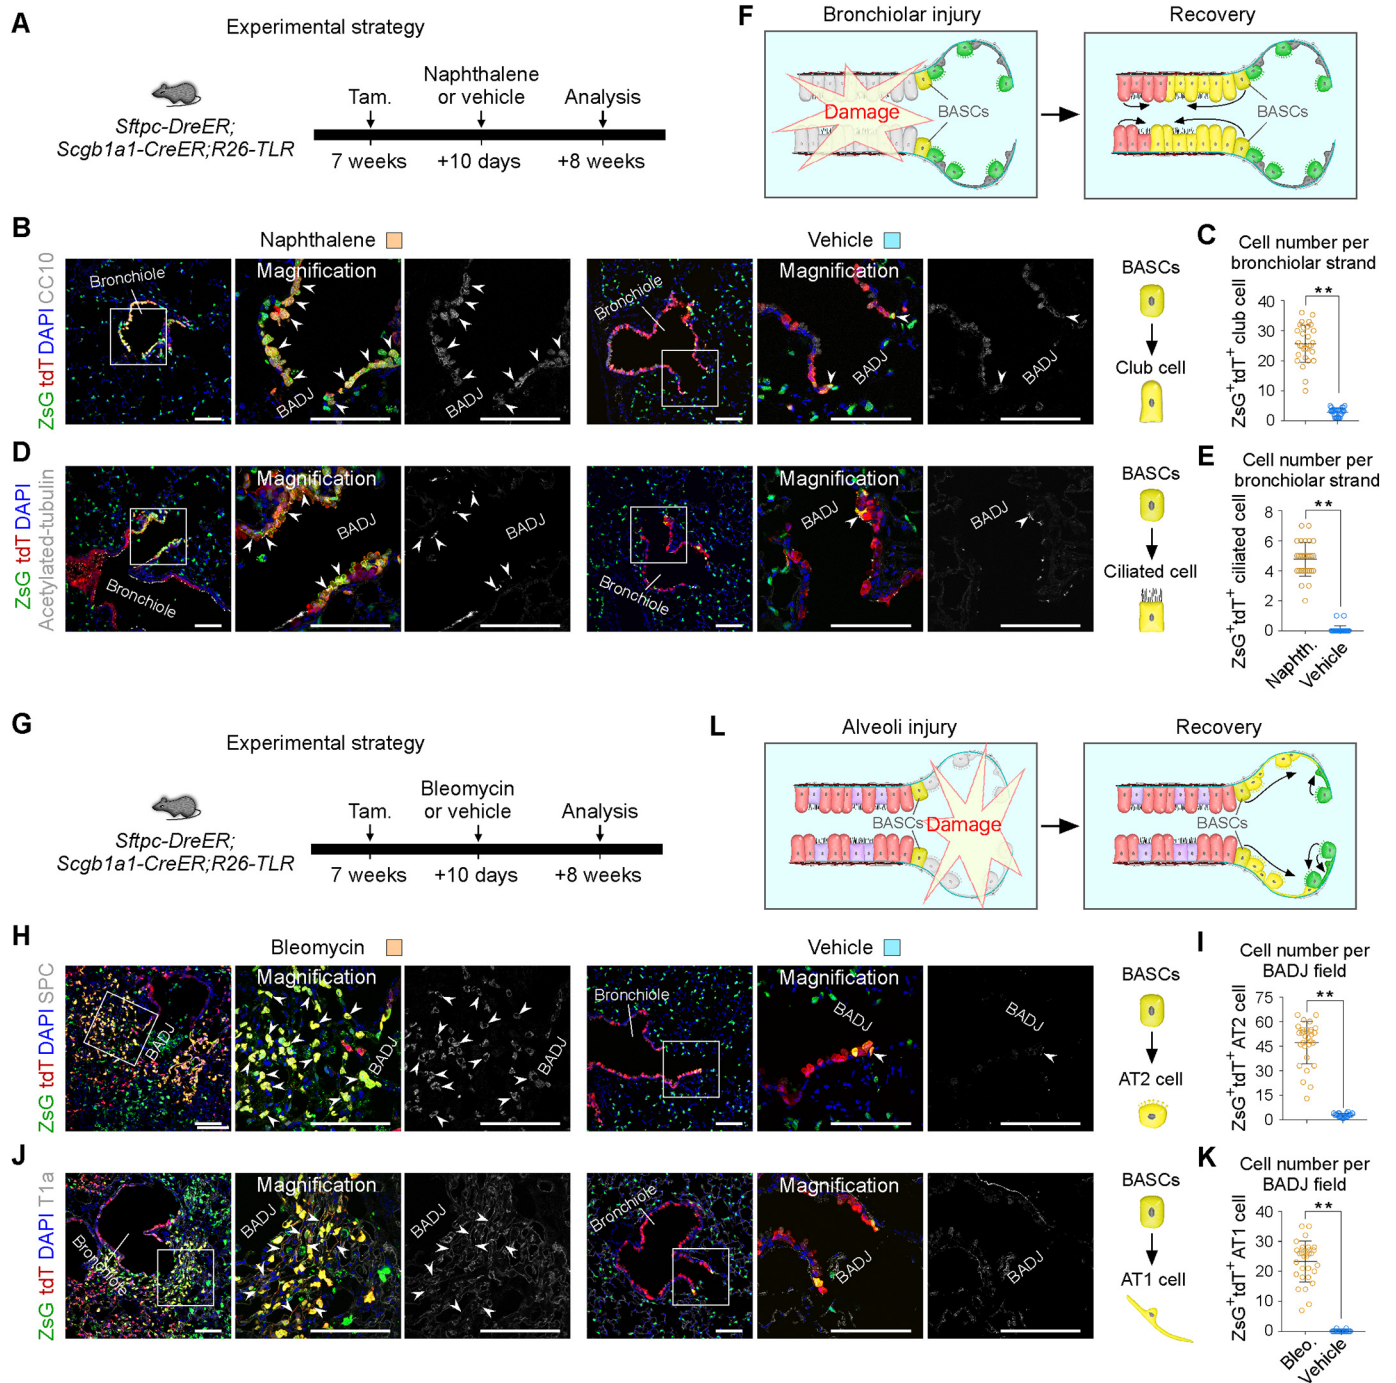 A
Experimental strategy
Sftpc-DreER;
Scgb1a1-CreER;R26-TLR
Tam.
Naphthalene
or vehicle
Analysis
7 weeks
+10 days
+8 weeks
F
Bronchiolar injury
Recovery
Damage
BASCs
BASCs
B
Naphthalene
Vehicle
ZsG tdT DAPI CC10
Bronchiole
Magnification
BADJ
BADJ
Bronchiole
Magnification
BADJ
BADJ
BASCs
Club cell
C
Cell number per
bronchiolar strand
ZsG+tdT+ club cell
40
30
20
10
0
**
D
ZsG tdT DAPI
Acetylated-tubulin
Bronchiole
Magnification
BADJ
BADJ
Bronchiole
Magnification
BADJ
BADJ
BASCs
Ciliated cell
E
Cell number per
bronchiolar strand
ZsG+tdT+ ciliated cell
8
6
4
2
0
**
Naphth.
Vehicle
G
Experimental strategy
Sftpc-DreER;
Scgb1a1-CreER;R26-TLR
Tam.
Bleomycin
or vehicle
Analysis
7 weeks
+10 days
+8 weeks
L
Alveoli injury
Recovery
BASCs
Damage
BASCs
H
Bleomycin
Vehicle
ZsG tdT DAPI SPC
BADJ
Magnification
BADJ
BADJ
Bronchiole
Magnification
BADJ
BADJ
BASCs
AT2 cell
I
Cell number per
BADJ field
ZsG+tdT+ AT2 cell
75
60
45
30
15
0
**
J
ZsG tdT DAPI T1a
Bronchiole
Magnification
BADJ
BADJ
Bronchiole
Magnification
BADJ
BADJ
BASCs
AT1 cell
K
Cell number per
BADJ field
ZsG+tdT+ AT1 cell
40
30
20
10
0
**
Bleo.
Vehicle